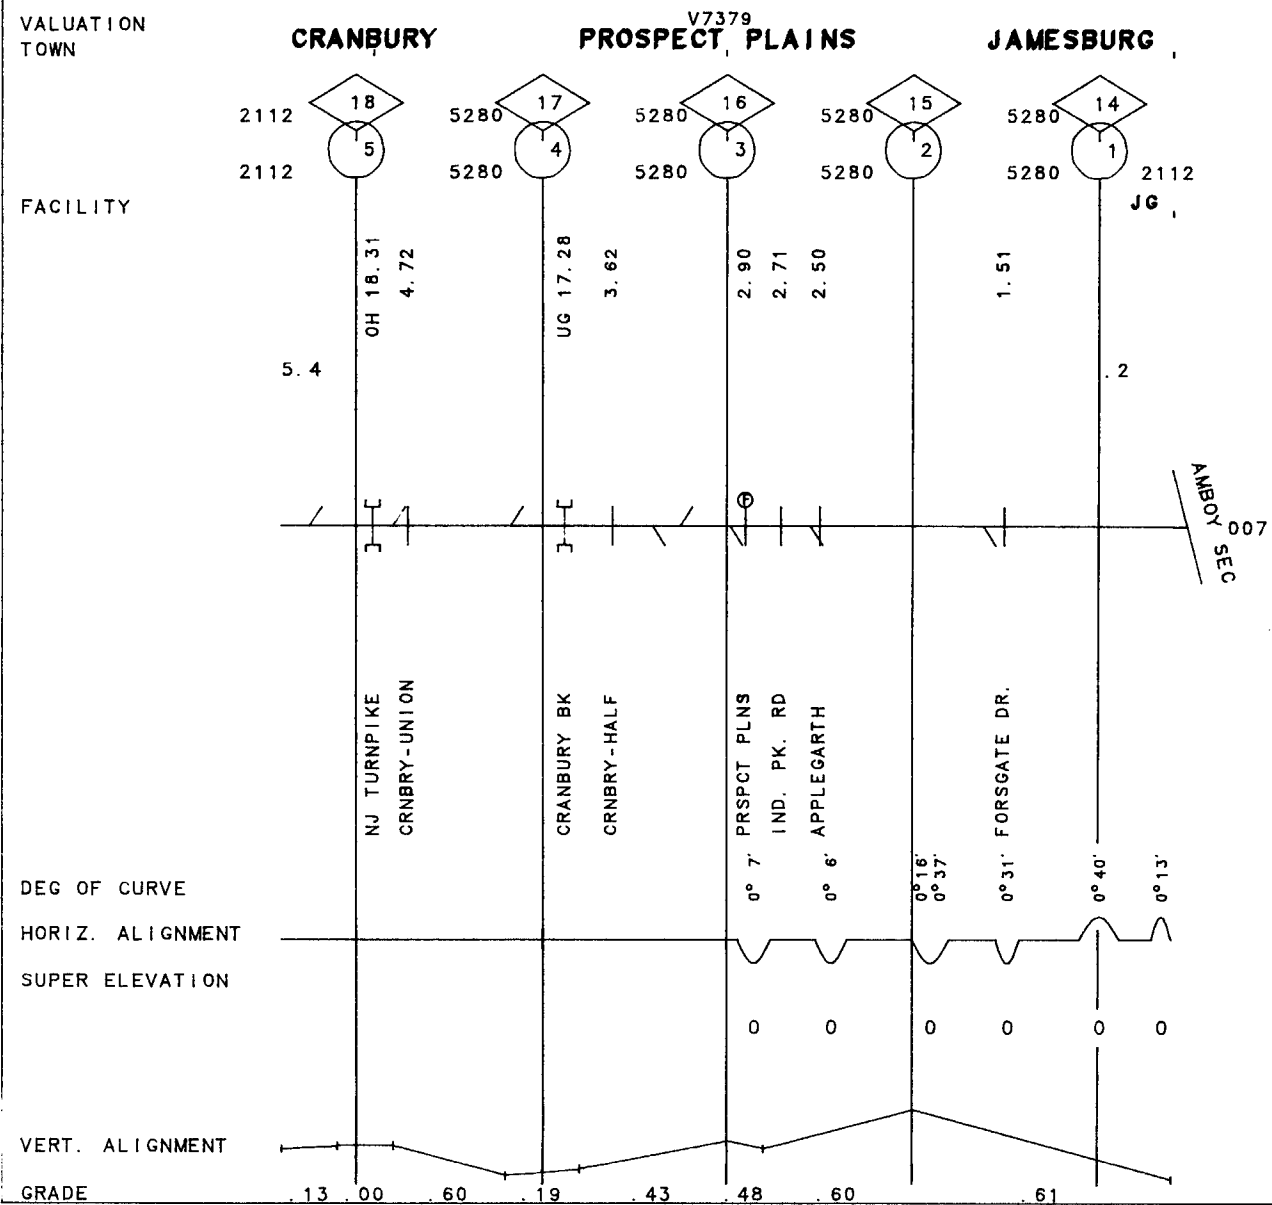 VALUATION V7379
TOWN CRANBURY PROSPECT PLAINS JAMESBURG
18 17 16 15 14
2112 5280 5280 5280 5280
5 4 3 2 1
2112 5280 5280 5280 5280 2112
FACILITY JG
OH 18.31
4.72
UG 17.28
3.62
2.90
2.71
2.50
1.51
5.4 .2
F
AMBOY SEC
007
NJ TURNPIKE
CRNBRY-UNION
CRANBURY BK
CRNBRY-HALF
PRSPCT PLNS
IND. PK. RD
APPLEGARTH
FORSGATE DR.
DEG OF CURVE 0° 7' 0° 6' 0°16' 0°37' 0°31' 0°40' 0°13'
HORIZ. ALIGNMENT
SUPER ELEVATION
0 0 0 0 0 0
VERT. ALIGNMENT
GRADE .13 .00 .60 .19 .43 .48 .60 .61